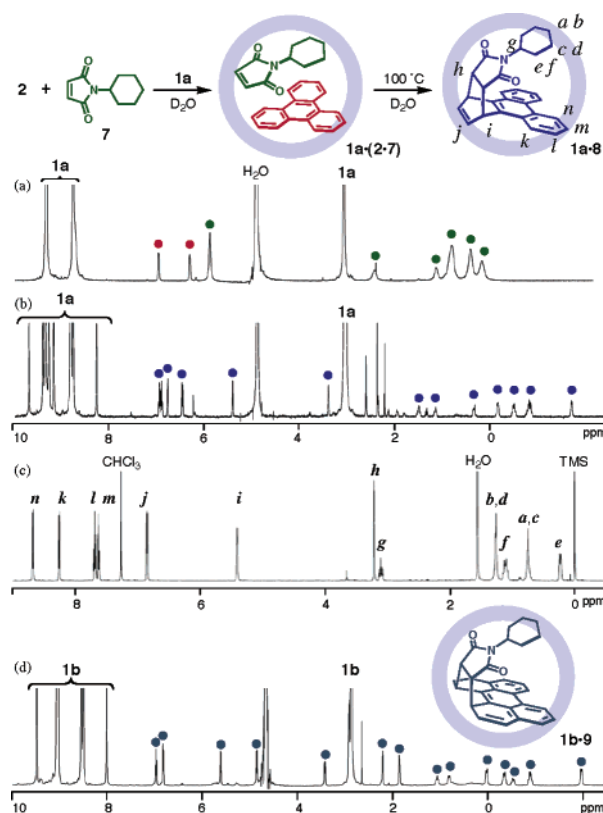 2 + 7 1a D₂O 1a•(2•7) 100 ˚C D₂O 1a•8
O N O
O N O
O N O
a b
c d
e f
g
h
i
j
k
l
m
n
(a) 1a H₂O 1a
(b) 1a 1a
10 8 6 4 2 0 ppm
(c) n k l m CHCl₃ j i h g H₂O b,d f a,c e TMS
8 6 4 2 0 ppm
(d) 1b 1b
O N O
1b•9
10 8 6 4 2 0 ppm